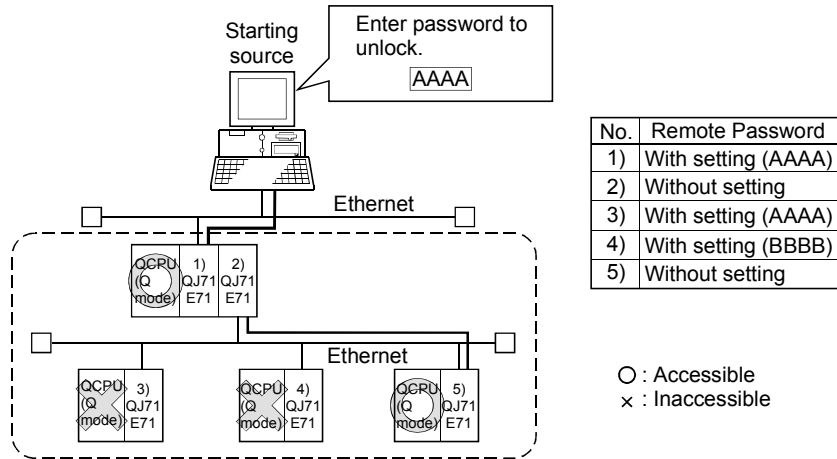 Starting
source
Enter password to
unlock.
AAAA
Ethernet
No. Remote Password
1) With setting (AAAA)
2) Without setting
3) With setting (AAAA)
4) With setting (BBBB)
5) Without setting
QCPU
(Q
mode)
1)
QJ71
E71
2)
QJ71
E71
Ethernet
QCPU
(Q
mode)
3)
QJ71
E71
QCPU
(Q
mode)
4)
QJ71
E71
QCPU
(Q
mode)
5)
QJ71
E71
○ : Accessible
× : Inaccessible